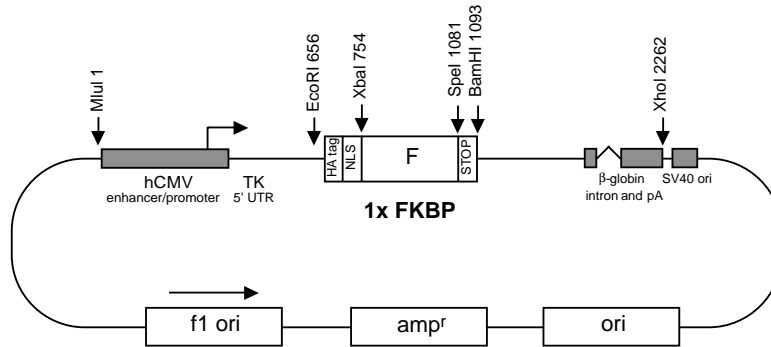 MluI 1
EcoRI 656
XbaI 754
SpeI 1081
BamHI 1093
XhoI 2262
HA tag
NLS
F
STOP
hCMV
enhancer/promoter
TK
5' UTR
1x FKBP
β-globin
intron and pA
SV40 ori
f1 ori
ampʳ
ori